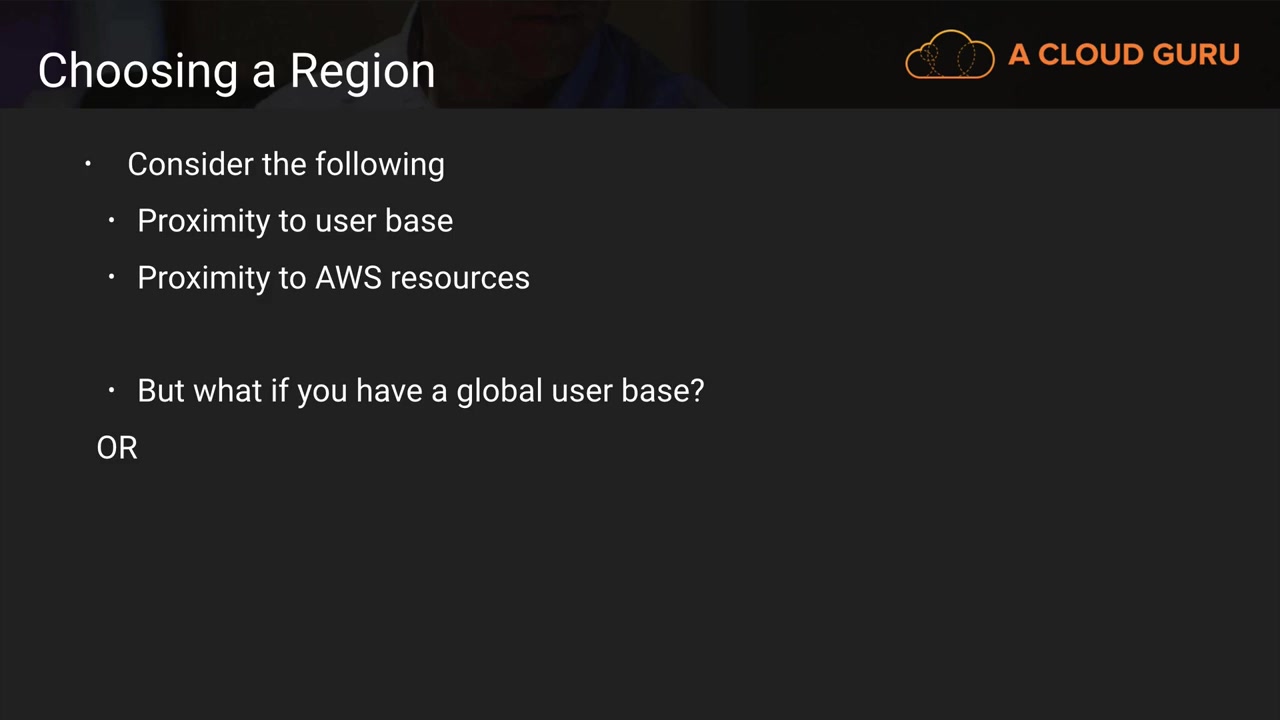 Choosing a Region
A CLOUD GURU
• Consider the following
• Proximity to user base
• Proximity to AWS resources
• But what if you have a global user base?
OR